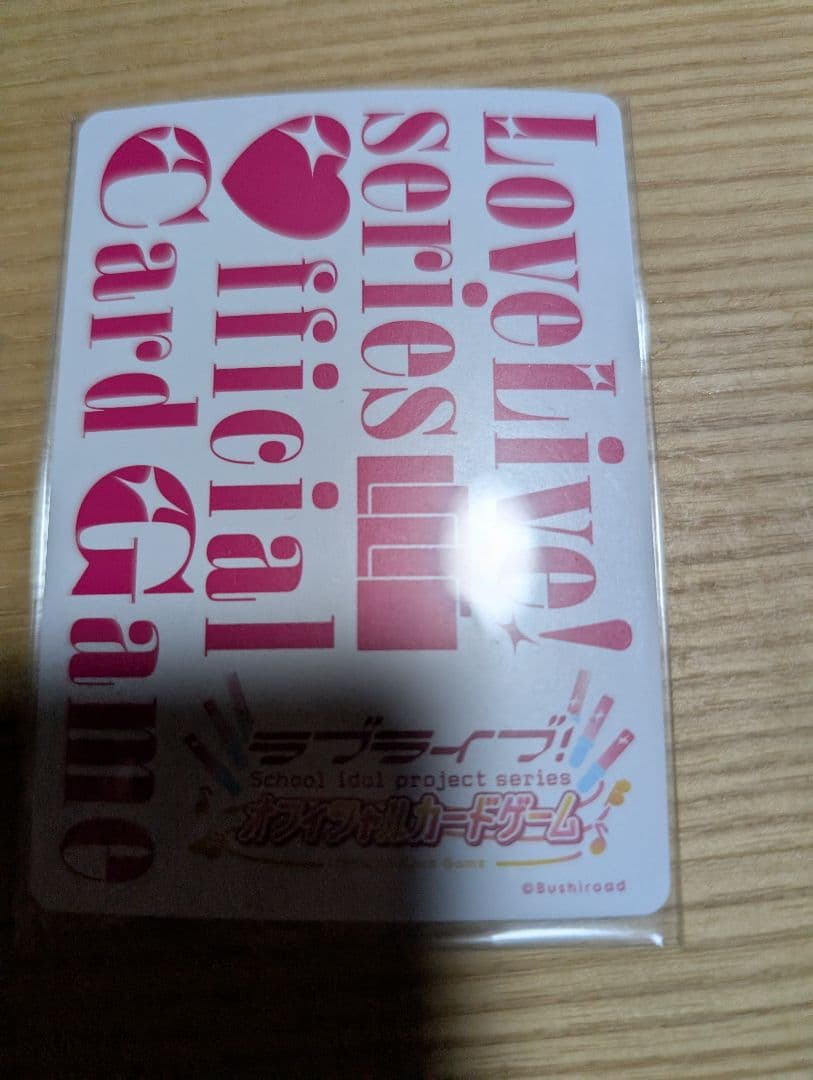 LoveLive!
series
♥fficial
Card Game
ラブライブ!
School idol project series
オフィシャルカードゲーム
©Bushiroad